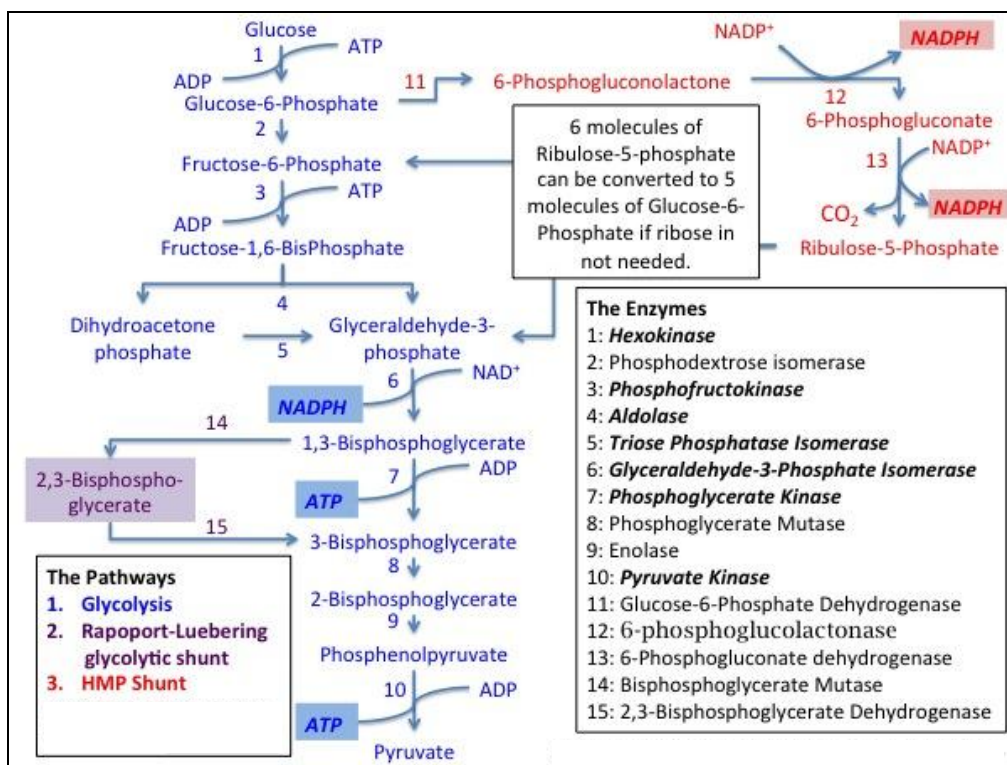 Glucose
1
ATP
ADP
Glucose-6-Phosphate
11
6-Phosphogluconolactone
NADP+
NADPH
12
6-Phosphogluconate
13
NADP+
NADPH
CO2
Ribulose-5-Phosphate
2
Fructose-6-Phosphate
3
ATP
ADP
Fructose-1,6-BisPhosphate
6 molecules of
Ribulose-5-phosphate
can be converted to 5
molecules of Glucose-6-
Phosphate if ribose in
not needed.
4
Dihydroacetone
phosphate
5
Glyceraldehyde-3-
phosphate
6
NAD+
NADPH
14
1,3-Bisphosphoglycerate
2,3-Bisphospho-
glycerate
7
ADP
ATP
15
3-Bisphosphoglycerate
8
2-Bisphosphoglycerate
9
Phosphenolpyruvate
10
ADP
ATP
Pyruvate
The Pathways
1. Glycolysis
2. Rapoport-Luebering
glycolytic shunt
3. HMP Shunt
The Enzymes
1: Hexokinase
2: Phosphodextrose isomerase
3: Phosphofructokinase
4: Aldolase
5: Triose Phosphatase Isomerase
6: Glyceraldehyde-3-Phosphate Isomerase
7: Phosphoglycerate Kinase
8: Phosphoglycerate Mutase
9: Enolase
10: Pyruvate Kinase
11: Glucose-6-Phosphate Dehydrogenase
12: 6-phosphoglucolactonase
13: 6-Phosphogluconate dehydrogenase
14: Bisphosphoglycerate Mutase
15: 2,3-Bisphosphoglycerate Dehydrogenase